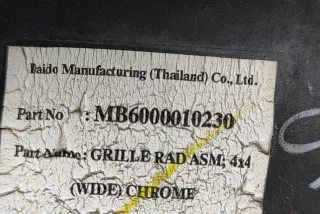 Daido Manufacturing (Thailand) Co., Ltd.
Part No : MB6000010230
Part Name : GRILLE RAD ASM; 4x4
(WIDE) CHROME